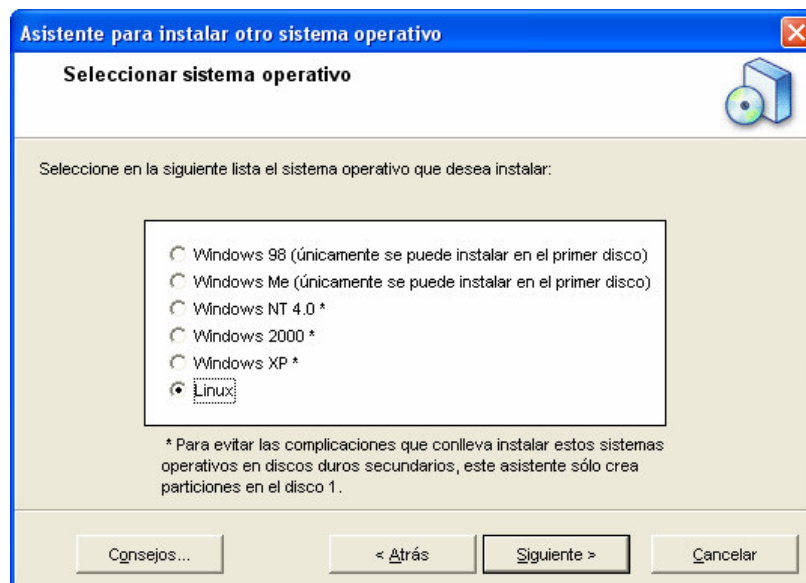 Asistente para instalar otro sistema operativo
Seleccionar sistema operativo
Seleccione en la siguiente lista el sistema operativo que desea instalar:
Windows 98 (únicamente se puede instalar en el primer disco)
Windows Me (únicamente se puede instalar en el primer disco)
Windows NT 4.0 *
Windows 2000 *
Windows XP *
Linux
* Para evitar las complicaciones que conlleva instalar estos sistemas
operativos en discos duros secundarios, este asistente sólo crea
particiones en el disco 1.
Consejos...
< Atrás
Siguiente >
Cancelar